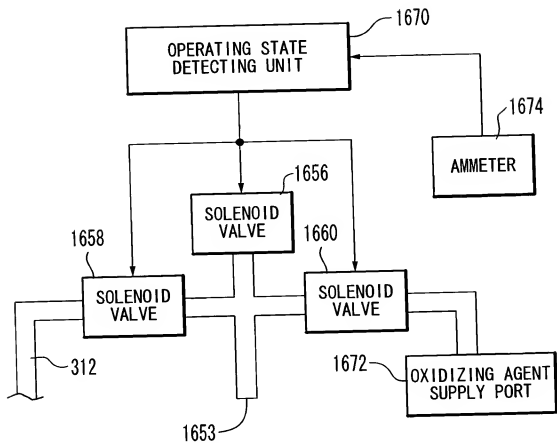 1670
OPERATING STATE
DETECTING UNIT
1674
AMMETER
1656
SOLENOID
VALVE
1658
SOLENOID
VALVE
1660
SOLENOID
VALVE
312
1672
OXIDIZING AGENT
SUPPLY PORT
1653